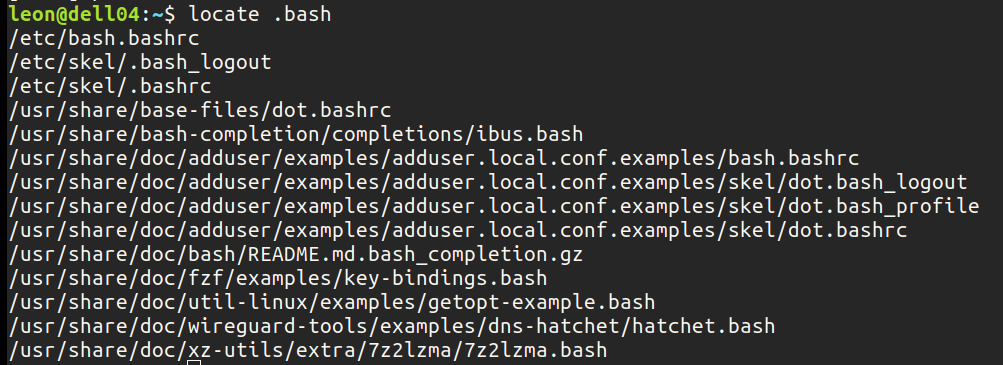 leon@dell04:~$ locate .bash
/etc/bash.bashrc
/etc/skel/.bash_logout
/etc/skel/.bashrc
/usr/share/base-files/dot.bashrc
/usr/share/bash-completion/completions/ibus.bash
/usr/share/doc/adduser/examples/adduser.local.conf.examples/bash.bashrc
/usr/share/doc/adduser/examples/adduser.local.conf.examples/skel/dot.bash_logout
/usr/share/doc/adduser/examples/adduser.local.conf.examples/skel/dot.bash_profile
/usr/share/doc/adduser/examples/adduser.local.conf.examples/skel/dot.bashrc
/usr/share/doc/bash/README.md.bash_completion.gz
/usr/share/doc/fzf/examples/key-bindings.bash
/usr/share/doc/util-linux/examples/getopt-example.bash
/usr/share/doc/wireguard-tools/examples/dns-hatchet/hatchet.bash
/usr/share/doc/xz-utils/extra/7z2lzma/7z2lzma.bash